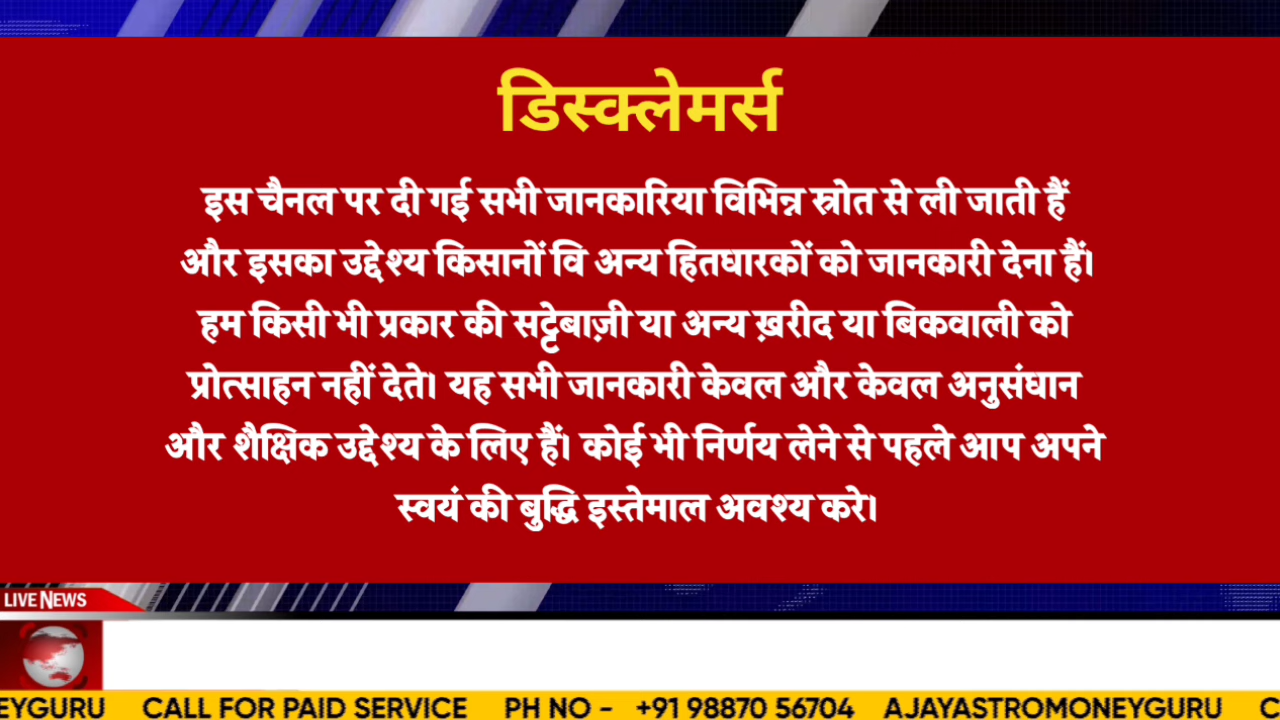 डिस्क्लेमर्स
इस चैनल पर दी गई सभी जानकारिया विभिन्न स्रोत से ली जाती हैं
और इसका उद्देश्य किसानों वि अन्य हितधारकों को जानकारी देना हैं।
हम किसी भी प्रकार की सट्टेबाज़ी या अन्य ख़रीद या बिकवाली को
प्रोत्साहन नहीं देते। यह सभी जानकारी केवल और केवल अनुसंधान
और शैक्षिक उद्देश्य के लिए हैं। कोई भी निर्णय लेने से पहले आप अपने
स्वयं की बुद्धि इस्तेमाल अवश्य करे।
LIVE NEWS
EYGURU CALL FOR PAID SERVICE PH NO - +91 98870 56704 AJAYASTROMONEYGURU C